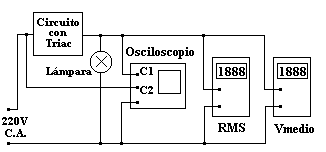 Circuito
con
Triac
Osciloscopio
Lámpara
C1
C2
1888
1888
220V
C.A.
RMS
Vmedio